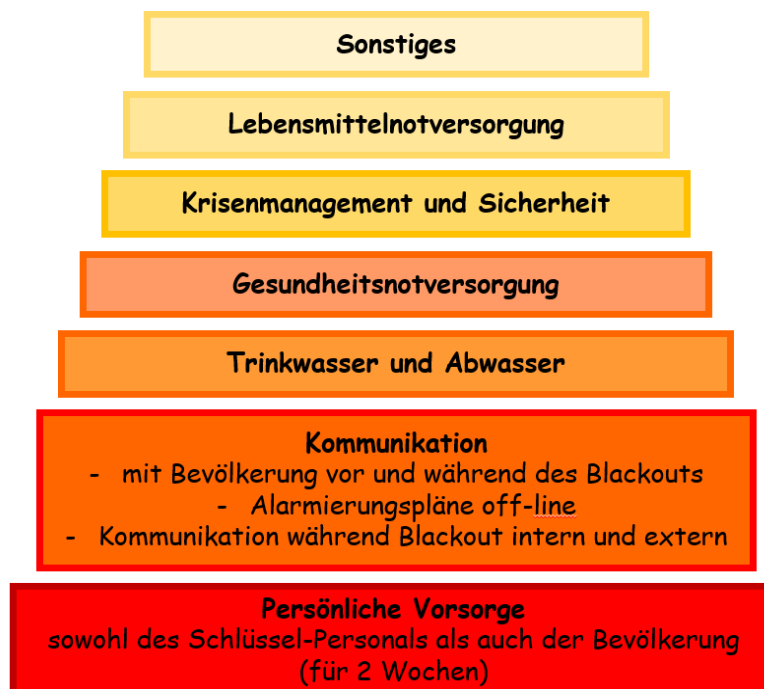 Sonstiges
Lebensmittelnotversorgung
Krisenmanagement und Sicherheit
Gesundheitsnotversorgung
Trinkwasser und Abwasser
Kommunikation
- mit Bevölkerung vor und während des Blackouts
- Alarmierungspläne off-line
- Kommunikation während Blackout intern und extern
Persönliche Vorsorge
sowohl des Schlüssel-Personals als auch der Bevölkerung
(für 2 Wochen)